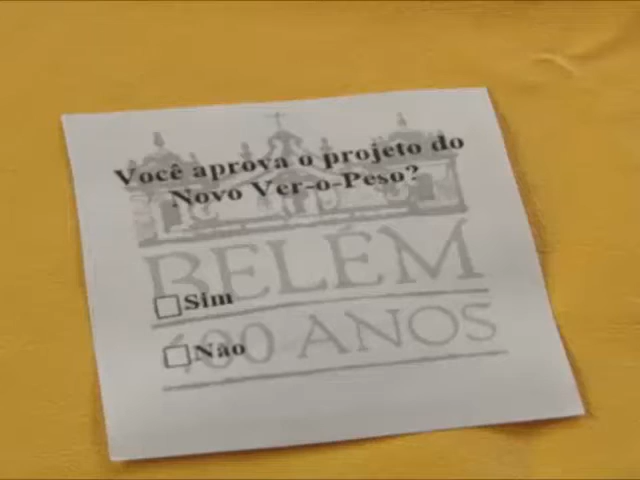 Você aprova o projeto do
Novo Ver-o-Peso?
BELÉM
Sim
400 ANOS
Não